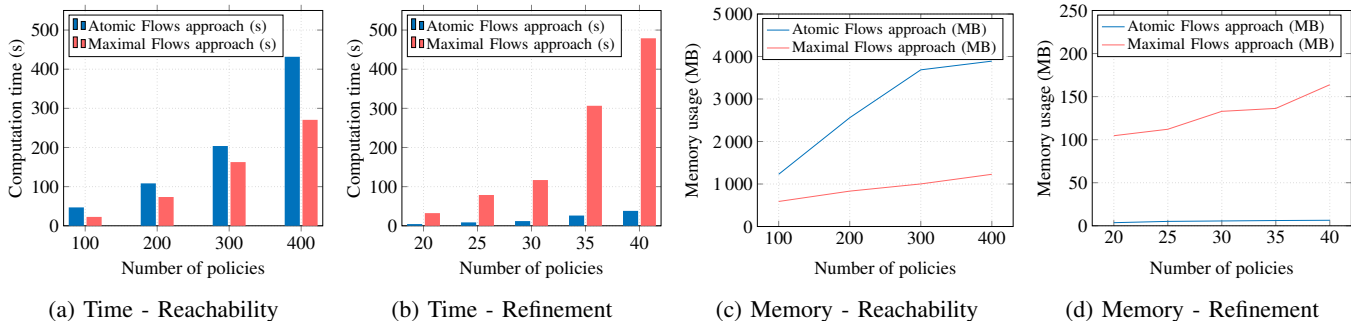 Computation time (s)
500
400
300
200
100
0
Atomic Flows approach (s)
Maximal Flows approach (s)
100 200 300 400
Number of policies
(a) Time - Reachability
Computation time (s)
500
400
300
200
100
0
Atomic Flows approach (s)
Maximal Flows approach (s)
20 25 30 35 40
Number of policies
(b) Time - Refinement
Memory usage (MB)
5 000
4 000
3 000
2 000
1 000
0
Atomic Flows approach (MB)
Maximal Flows approach (MB)
100 200 300 400
Number of policies
(c) Memory - Reachability
Memory usage (MB)
250
200
150
100
50
0
Atomic Flows approach (MB)
Maximal Flows approach (MB)
20 25 30 35 40
Number of policies
(d) Memory - Refinement